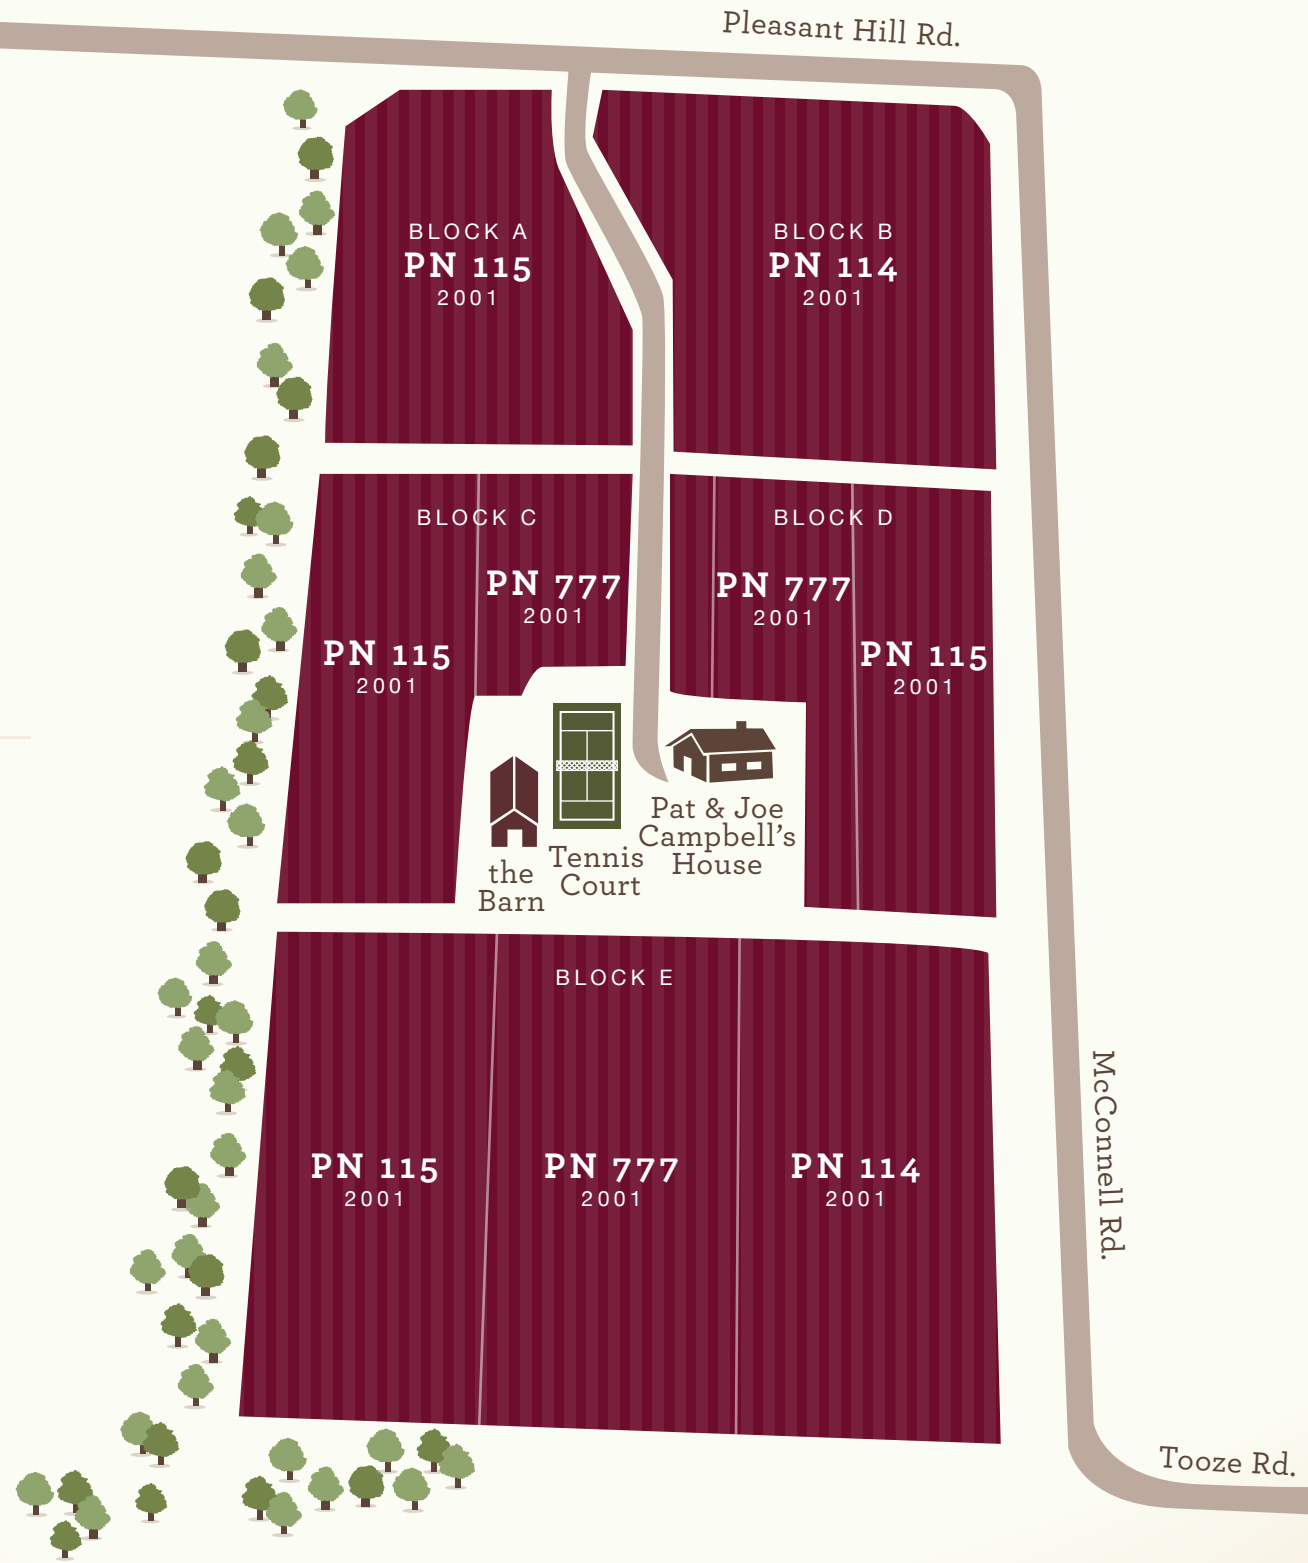 Pleasant Hill Rd.
BLOCK A
PN 115
2001
BLOCK B
PN 114
2001
BLOCK C
PN 777
2001
PN 115
2001
BLOCK D
PN 777
2001
PN 115
2001
the
Barn
Tennis
Court
Pat & Joe
Campbell’s
House
BLOCK E
PN 115
2001
PN 777
2001
PN 114
2001
McConnell Rd.
Tooze Rd.